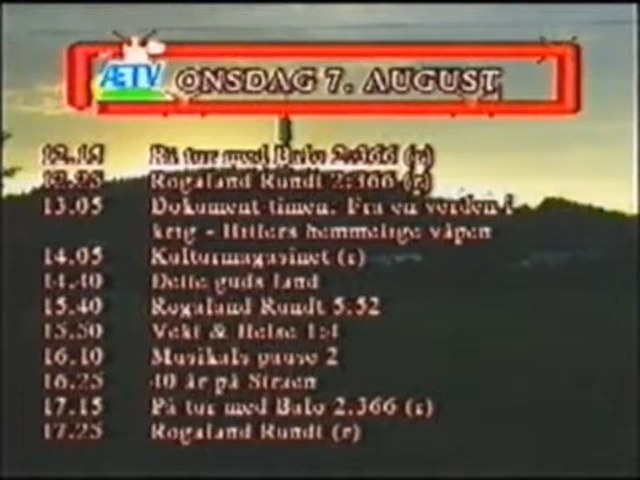 ÆTV
ONSDAG 7. AUGUST
12.15 På tur med Balo 2.366 (r)
12.25 Rogaland Rundt 2.366 (r)
13.05 Dokument-timen. Fra en verden i
krig - Hitlers hemmelige våpen
14.05 Kulturmagasinet (r)
14.40 Dette guds land
15.40 Rogaland Rundt 5.52
15.50 Vekt & Helse 1:4
16.10 Musikals pause 2
16.25 40 år på Straen
17.15 På tur med Balo 2.366 (r)
17.25 Rogaland Rundt (r)